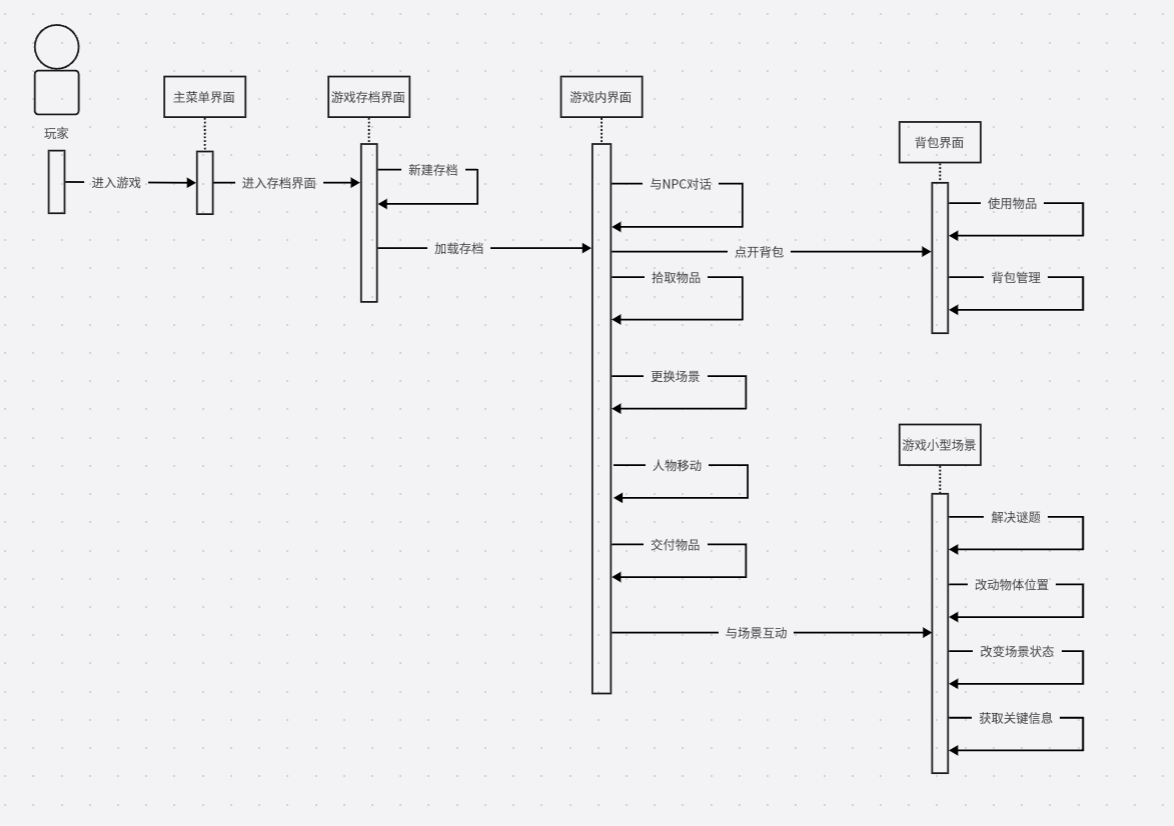 玩家
主菜单界面
游戏存档界面
游戏内界面
背包界面
进入游戏
进入存档界面
新建存档
加载存档
与NPC对话
点开背包
拾取物品
更换场景
人物移动
交付物品
与场景互动
使用物品
背包管理
游戏小型场景
解决谜题
改动物体位置
改变场景状态
获取关键信息